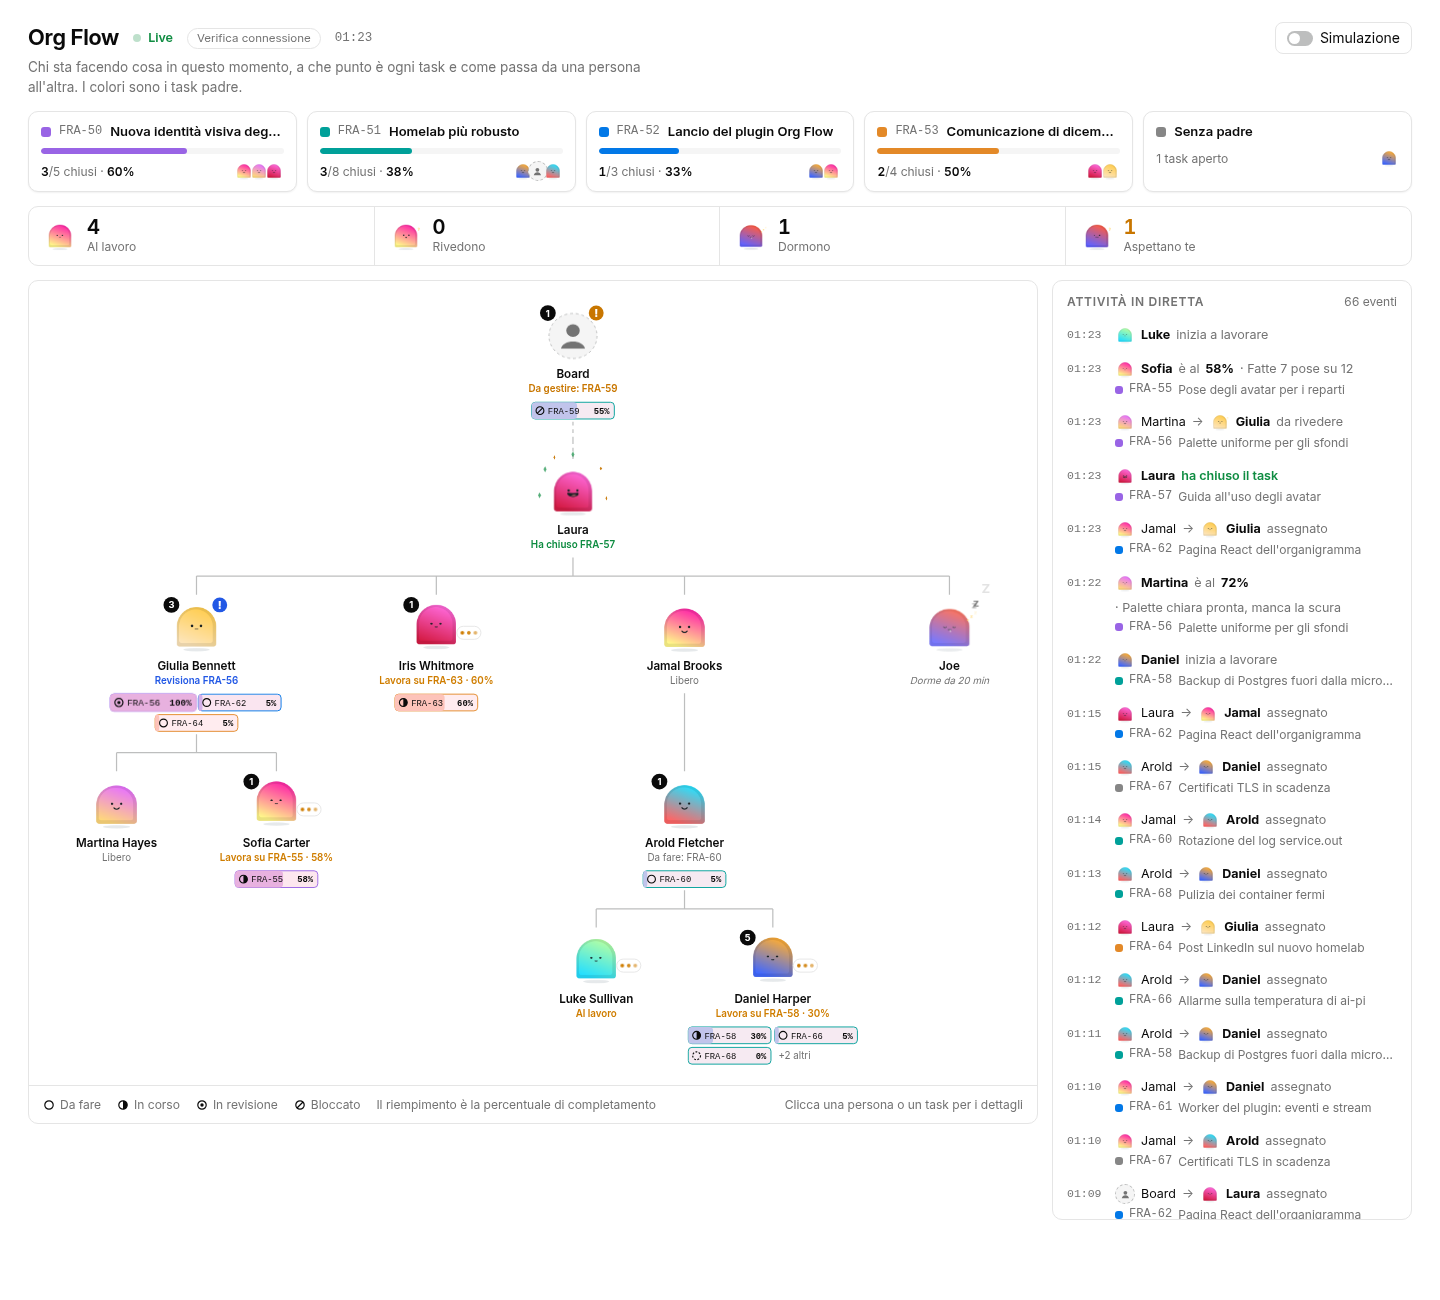 Org Flow
Live
Verifica connessione
01:23
Simulazione
Chi sta facendo cosa in questo momento, a che punto è ogni task e come passa da una persona
all'altra. I colori sono i task padre.
FRA-50 Nuova identità visiva deg...
3/5 chiusi · 60%
FRA-51 Homelab più robusto
3/8 chiusi · 38%
FRA-52 Lancio del plugin Org Flow
1/3 chiusi · 33%
FRA-53 Comunicazione di dicem...
2/4 chiusi · 50%
Senza padre
1 task aperto
4
Al lavoro
0
Rivedono
1
Dormono
1
Aspettano te
1 !
Board
Da gestire: FRA-59
FRA-59 55%
Laura
Ha chiuso FRA-57
3 !
Giulia Bennett
Revisiona FRA-56
FRA-56 100% FRA-62 5%
FRA-64 5%
1
Iris Whitmore
Lavora su FRA-63 · 60%
FRA-63 60%
Jamal Brooks
Libero
Z
z
Joe
Dorme da 20 min
Martina Hayes
Libero
1
Sofia Carter
Lavora su FRA-55 · 58%
FRA-55 58%
1
Arold Fletcher
Da fare: FRA-60
FRA-60 5%
Luke Sullivan
Al lavoro
5
Daniel Harper
Lavora su FRA-58 · 30%
FRA-58 30% FRA-66 5%
FRA-68 0% +2 altri
Da fare In corso In revisione Bloccato Il riempimento è la percentuale di completamento Clicca una persona o un task per i dettagli
ATTIVITÀ IN DIRETTA 66 eventi
01:23 Luke inizia a lavorare
01:23 Sofia è al 58% · Fatte 7 pose su 12
FRA-55 Pose degli avatar per i reparti
01:23 Martina → Giulia da rivedere
FRA-56 Palette uniforme per gli sfondi
01:23 Laura ha chiuso il task
FRA-57 Guida all'uso degli avatar
01:23 Jamal → Giulia assegnato
FRA-62 Pagina React dell'organigramma
01:22 Martina è al 72%
· Palette chiara pronta, manca la scura
FRA-56 Palette uniforme per gli sfondi
01:22 Daniel inizia a lavorare
FRA-58 Backup di Postgres fuori dalla micro...
01:15 Laura → Jamal assegnato
FRA-62 Pagina React dell'organigramma
01:15 Arold → Daniel assegnato
FRA-67 Certificati TLS in scadenza
01:14 Jamal → Arold assegnato
FRA-60 Rotazione del log service.out
01:13 Arold → Daniel assegnato
FRA-68 Pulizia dei container fermi
01:12 Laura → Giulia assegnato
FRA-64 Post LinkedIn sul nuovo homelab
01:12 Arold → Daniel assegnato
FRA-66 Allarme sulla temperatura di ai-pi
01:11 Arold → Daniel assegnato
FRA-58 Backup di Postgres fuori dalla micro...
01:10 Jamal → Daniel assegnato
FRA-61 Worker del plugin: eventi e stream
01:10 Jamal → Arold assegnato
FRA-67 Certificati TLS in scadenza
01:09 Board → Laura assegnato
FRA-62 Pagina React dell'organigramma